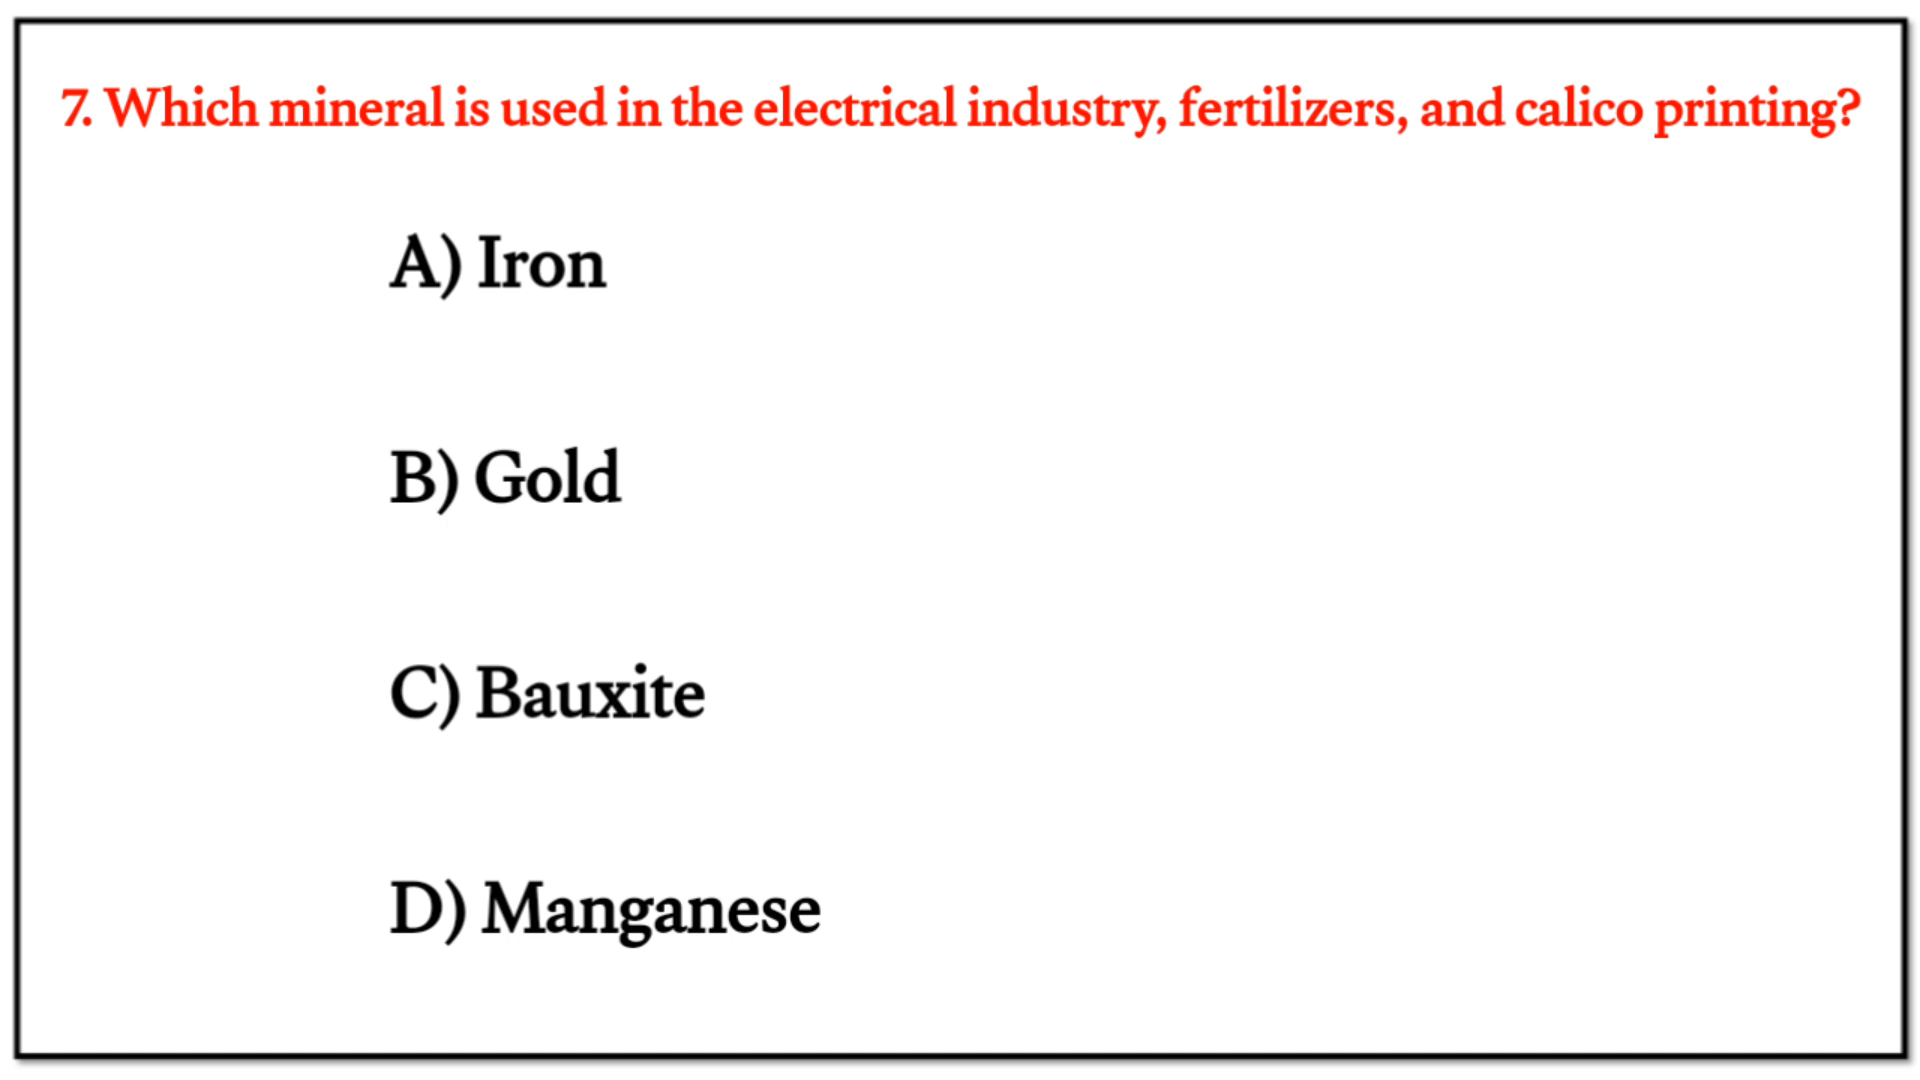 7. Which mineral is used in the electrical industry, fertilizers, and calico printing?
A) Iron
B) Gold
C) Bauxite
D) Manganese